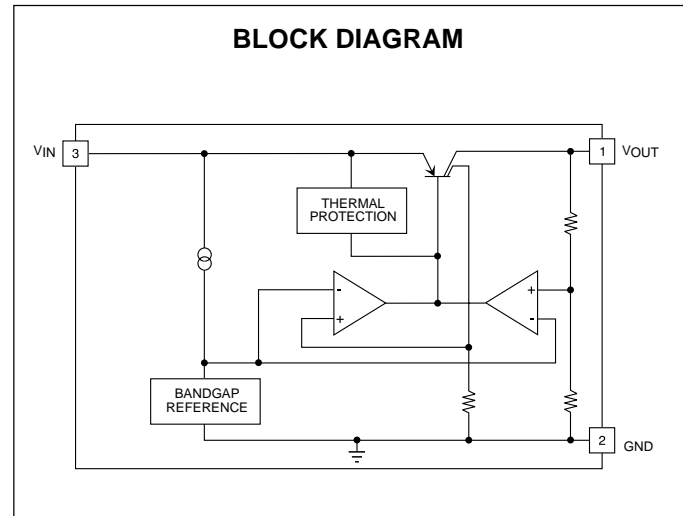 BLOCK DIAGRAM
VIN 3
1 VOUT
THERMAL
PROTECTION
-
+
+
-
BANDGAP
REFERENCE
2 GND